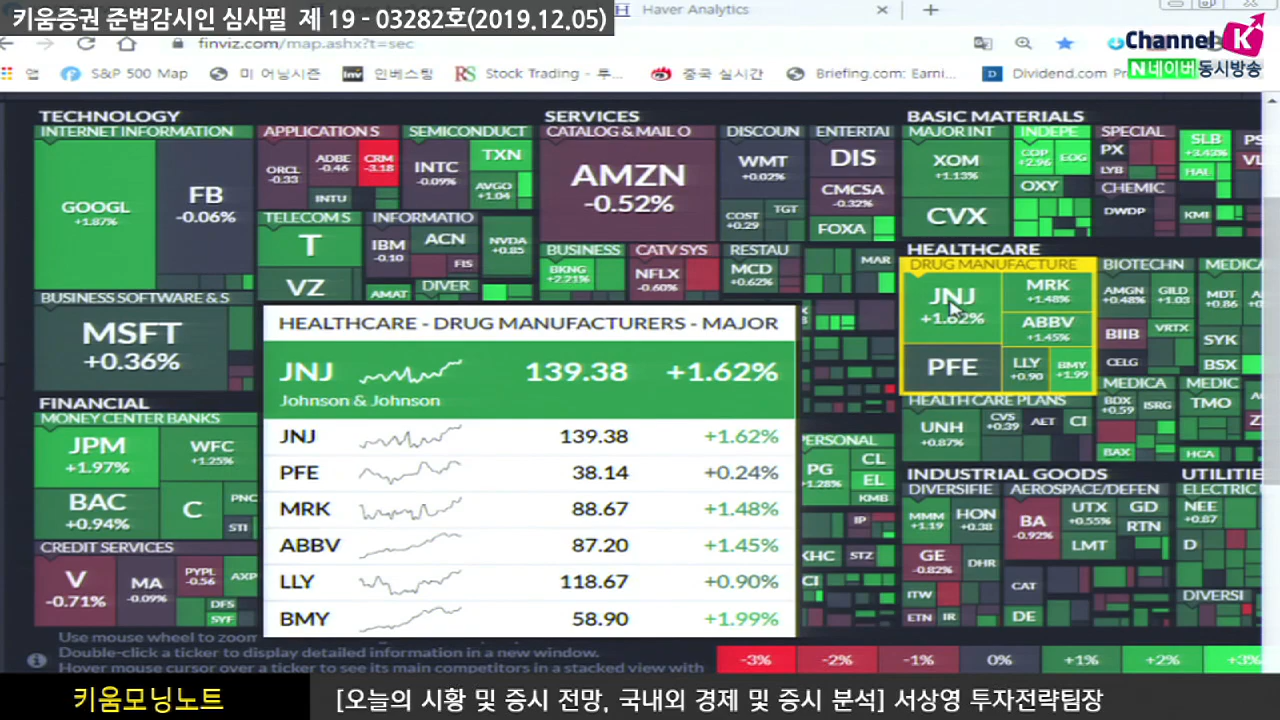 키움증권 준법감시인 심사필 제 19 - 03282호(2019.12.05)
Haver Analytics
finviz.com/map.ashx?t=sec
Channel K
N네이버 동시방송
앱
S&P 500 Map
미 어닝시즌
Inv 인베스팅
RS Stock Trading - 투...
중국 실시간
Briefing.com: Earni...
D Dividend.com Pr
TECHNOLOGY
INTERNET INFORMATION
GOOGL
+1.87%
FB
-0.06%
APPLICATION S
ORCL
-0.33
ADBE
-0.46
CRM
-3.18
INTU
SEMICONDUCT
INTC
-0.09%
TXN
AVGO
+1.04
NVDA
+0.85
AMAT
TELECOM S
T
VZ
INFORMATIO
IBM
-0.10
ACN
FIS
DIVER
BUSINESS SOFTWARE & S
MSFT
+0.36%
SERVICES
CATALOG & MAIL O
AMZN
-0.52%
DISCOUN
WMT
+0.02%
COST
+0.29
TGT
ENTERTAI
DIS
CMCSA
-0.32%
FOXA
BUSINESS
BKNG
+2.21%
CATV SYS
NFLX
-0.60%
RESTAU
MCD
+0.62%
MAR
BASIC MATERIALS
MAJOR INT
XOM
+1.13%
CVX
INDEPE
COP
+2.96
EOG
OXY
SPECIAL
PX
LYB
CHEMIC
DWDP
SLB
+3.42%
HAL
KMI
PS
VL
HEALTHCARE
DRUG MANUFACTURE
JNJ
+1.62%
MRK
+1.48%
ABBV
+1.45%
PFE
LLY
+0.90
BMY
+1.99
BIOTECHN
AMGN
+0.48%
GILD
+1.03
BIIB
VRTX
CELG
MEDICA
MDT
+0.86
SYK
BSX
HEALTH CARE PLANS
UNH
+0.87%
CVS
+0.39
AET
CI
MEDICA
BDX
+0.59
ISRG
BAX
MEDIC
TMO
HCA
FINANCIAL
MONEY CENTER BANKS
JPM
+1.97%
WFC
+1.25%
BAC
+0.94%
C
PNC
STI
CREDIT SERVICES
V
-0.71%
MA
-0.09%
PYPL
-0.56
AXP
DFS
SYF
HEALTHCARE - DRUG MANUFACTURERS - MAJOR
JNJ 139.38 +1.62%
Johnson & Johnson
JNJ 139.38 +1.62%
PFE 38.14 +0.24%
MRK 88.67 +1.48%
ABBV 87.20 +1.45%
LLY 118.67 +0.90%
BMY 58.90 +1.99%
PERSONAL
PG
+1.28%
CL
EL
KMB
IP
KHC
STZ
INDUSTRIAL GOODS
DIVERSIFIE
MMM
+1.19
HON
+0.38
GE
-0.82%
DHR
ITW
ETN
IR
AEROSPACE/DEFEN
BA
-0.92%
UTX
+0.55%
GD
RTN
LMT
CAT
DE
UTILITIE
ELECTRIC
NEE
+0.87
D
DIVERSI
Use mouse wheel to zoom
Double-click a ticker to display detailed information in a new window.
Hover mouse cursor over a ticker to see its main competitors in a stacked view with
-3% -2% -1% 0% +1% +2% +3%
키움모닝노트
[오늘의 시황 및 증시 전망, 국내외 경제 및 증시 분석] 서상영 투자전략팀장